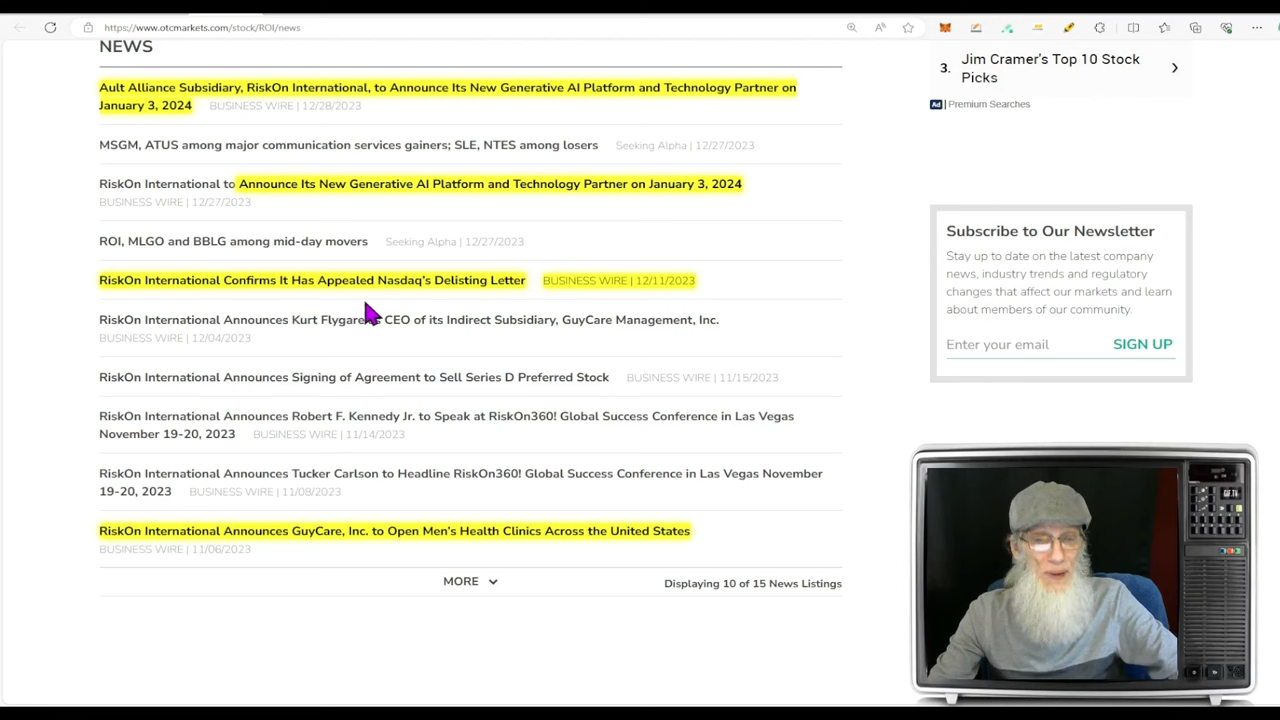 https://www.otcmarkets.com/stock/ROI/news
NEWS
Ault Alliance Subsidiary, RiskOn International, to Announce Its New Generative AI Platform and Technology Partner on
January 3, 2024 BUSINESS WIRE | 12/28/2023
MSGM, ATUS among major communication services gainers; SLE, NTES among losers Seeking Alpha | 12/27/2023
RiskOn International to Announce Its New Generative AI Platform and Technology Partner on January 3, 2024
BUSINESS WIRE | 12/27/2023
ROI, MLGO and BBLG among mid-day movers Seeking Alpha | 12/27/2023
RiskOn International Confirms It Has Appealed Nasdaq's Delisting Letter BUSINESS WIRE | 12/11/2023
RiskOn International Announces Kurt Flygare CEO of its Indirect Subsidiary, GuyCare Management, Inc.
BUSINESS WIRE | 12/04/2023
RiskOn International Announces Signing of Agreement to Sell Series D Preferred Stock BUSINESS WIRE | 11/15/2023
RiskOn International Announces Robert F. Kennedy Jr. to Speak at RiskOn360! Global Success Conference in Las Vegas
November 19-20, 2023 BUSINESS WIRE | 11/14/2023
RiskOn International Announces Tucker Carlson to Headline RiskOn360! Global Success Conference in Las Vegas November
19-20, 2023 BUSINESS WIRE | 11/08/2023
RiskOn International Announces GuyCare, Inc. to Open Men's Health Clinics Across the United States
BUSINESS WIRE | 11/06/2023
MORE
Displaying 10 of 15 News Listings
3. Jim Cramer's Top 10 Stock
Picks
Ad | Premium Searches
Subscribe to Our Newsletter
Stay up to date on the latest company
news, industry trends and regulatory
changes that affect our markets and learn
about members of our community.
Enter your email SIGN UP
GIF.TV